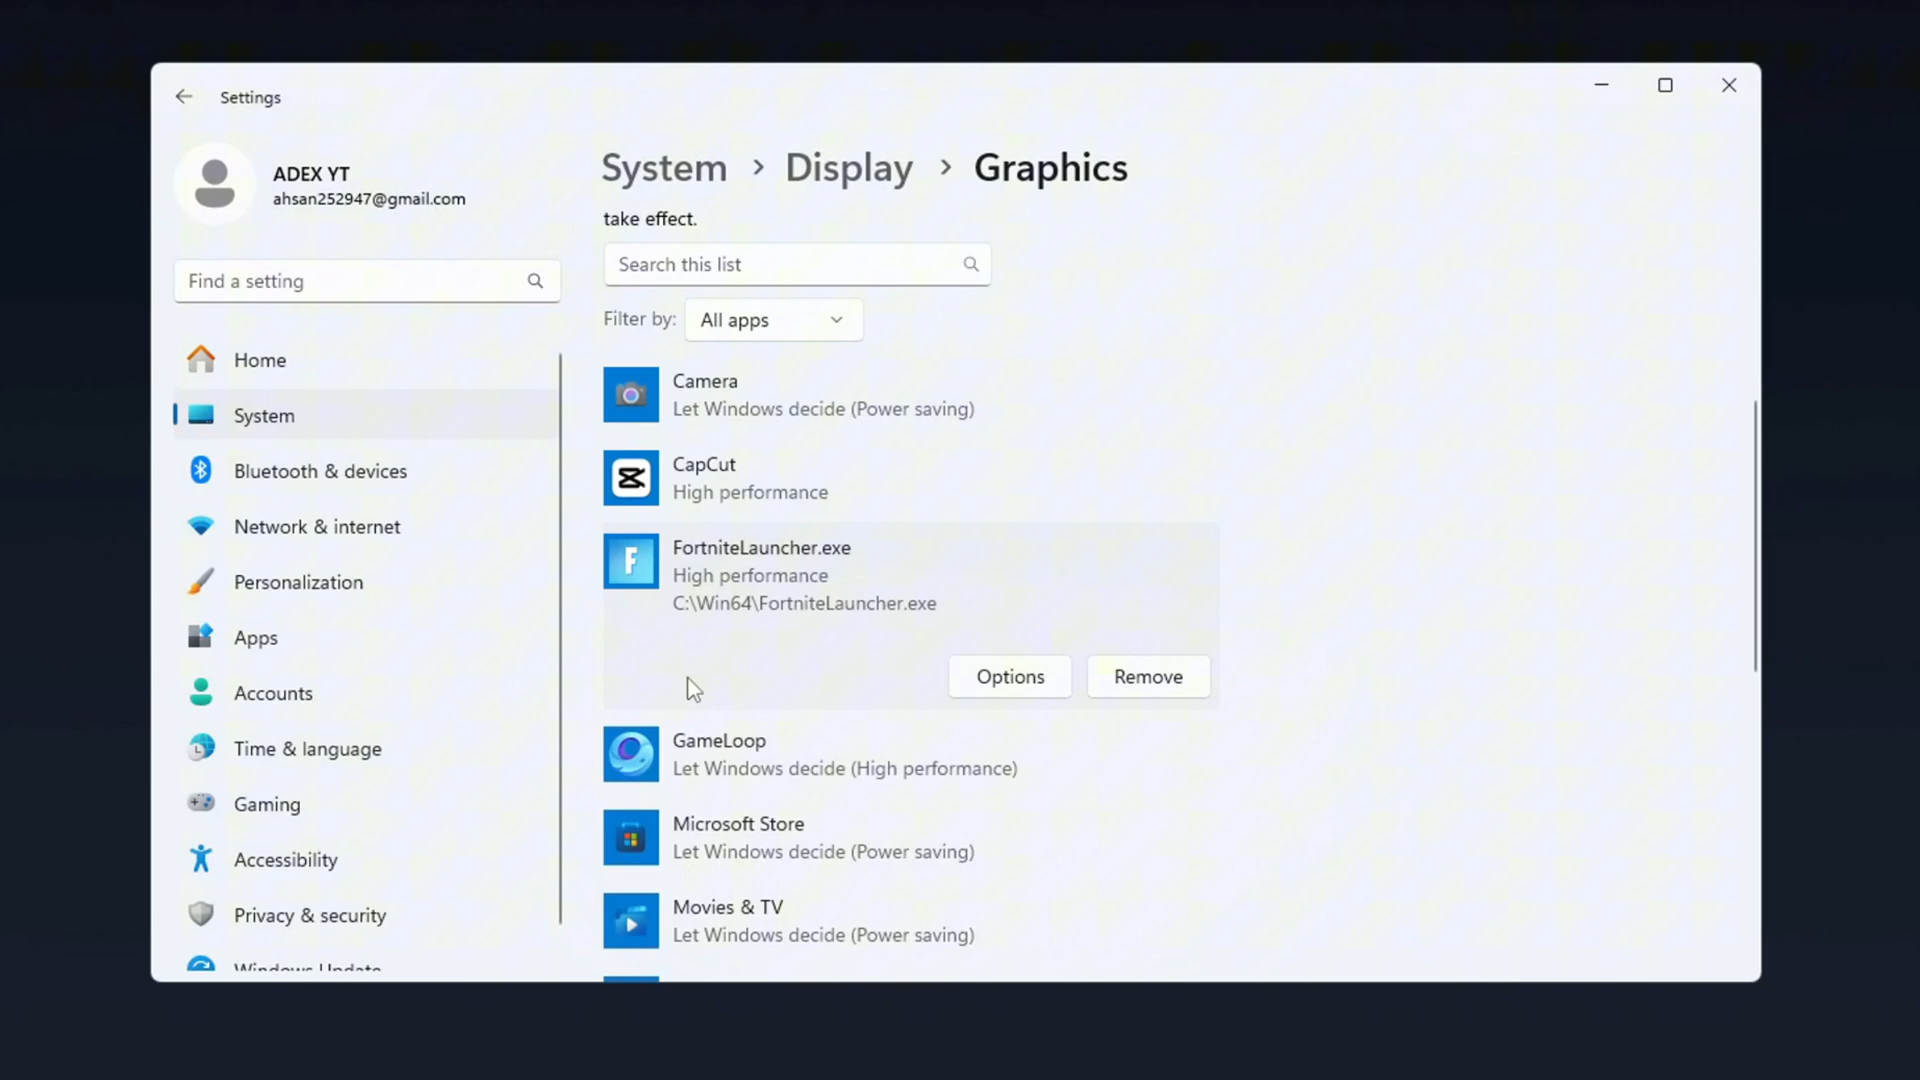 Settings
ADEX YT
ahsan252947@gmail.com
Find a setting
Home
System
Bluetooth & devices
Network & internet
Personalization
Apps
Accounts
Time & language
Gaming
Accessibility
Privacy & security
Windows Update
System > Display > Graphics
take effect.
Search this list
Filter by: All apps
Camera
Let Windows decide (Power saving)
CapCut
High performance
F
FortniteLauncher.exe
High performance
C:\Win64\FortniteLauncher.exe
Options Remove
GameLoop
Let Windows decide (High performance)
Microsoft Store
Let Windows decide (Power saving)
Movies & TV
Let Windows decide (Power saving)